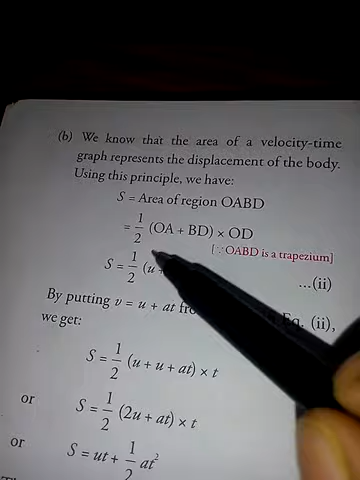 (b) We know that the area of a velocity-time
graph represents the displacement of the body.
Using this principle, we have:
S = Area of region OABD
= 1/2 (OA + BD) × OD
[∵ OABD is a trapezium]
S = 1/2 (u + ...(ii)
By putting v = u + at Eq. (ii),
we get:
S = 1/2 (u + u + at) × t
or S = 1/2 (2u + at) × t
or S = ut + 1/2 at²